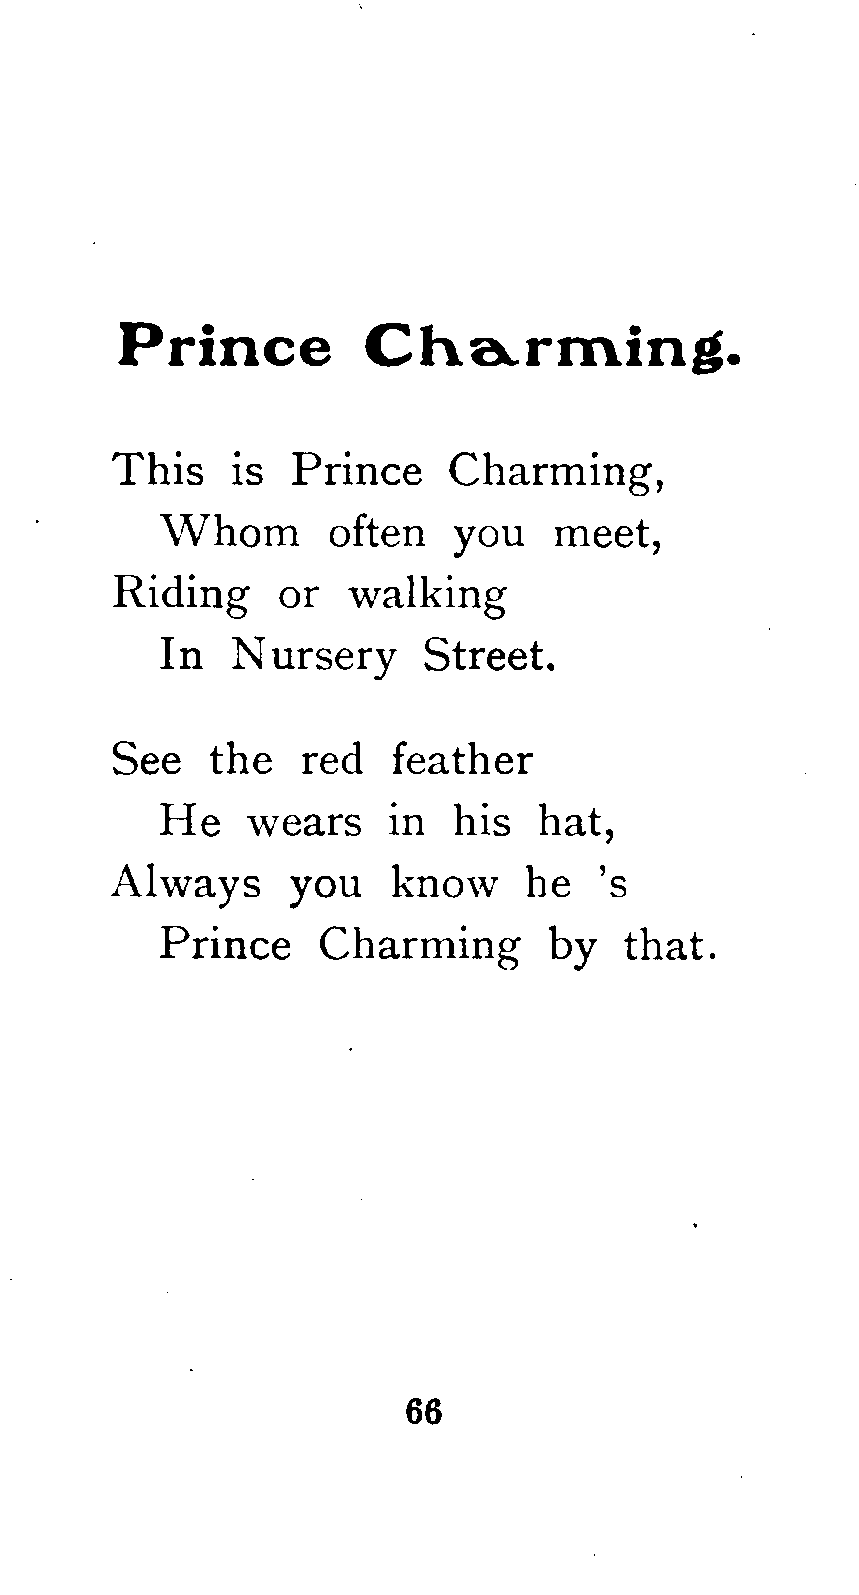 Prince Charming.
This is Prince Charming,
Whom often you meet,
Riding or walking
In Nursery Street.
See the red feather
He wears in his hat,
Always you know he 's
Prince Charming by that.
66